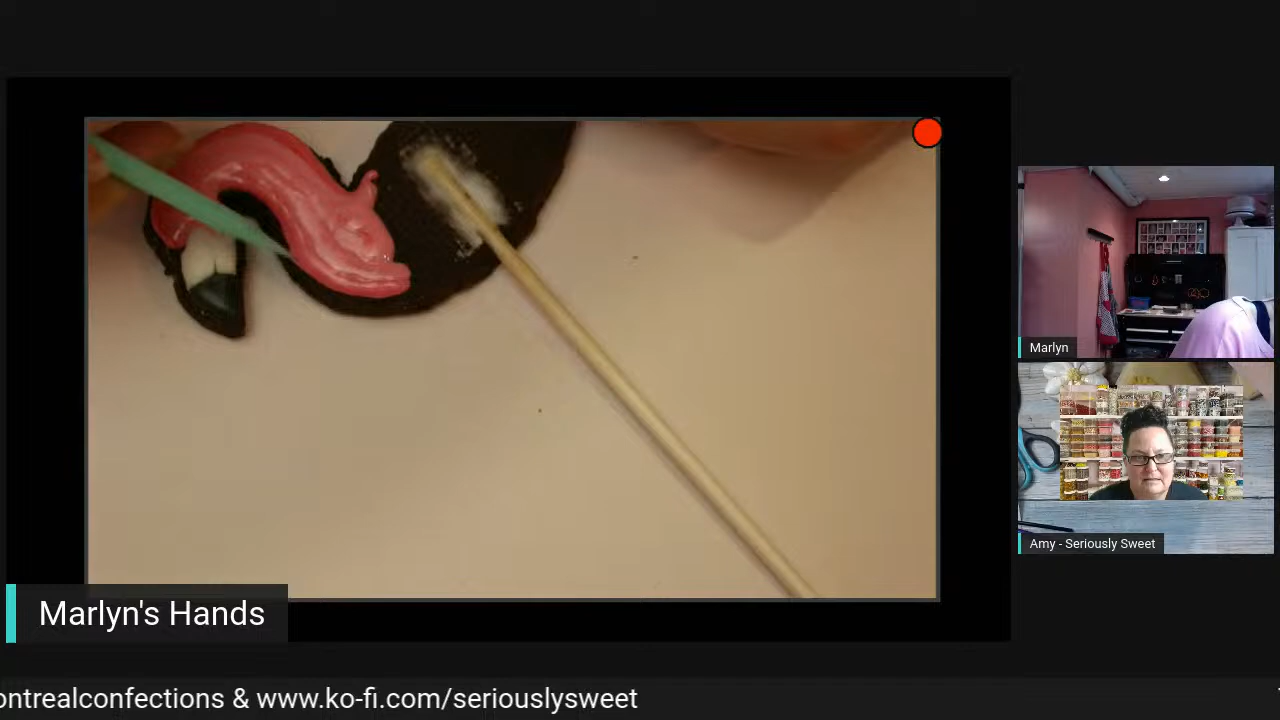 Marlyn
Amy - Seriously Sweet
Marlyn's Hands
ontrealconfections & www.ko-fi.com/seriouslysweet